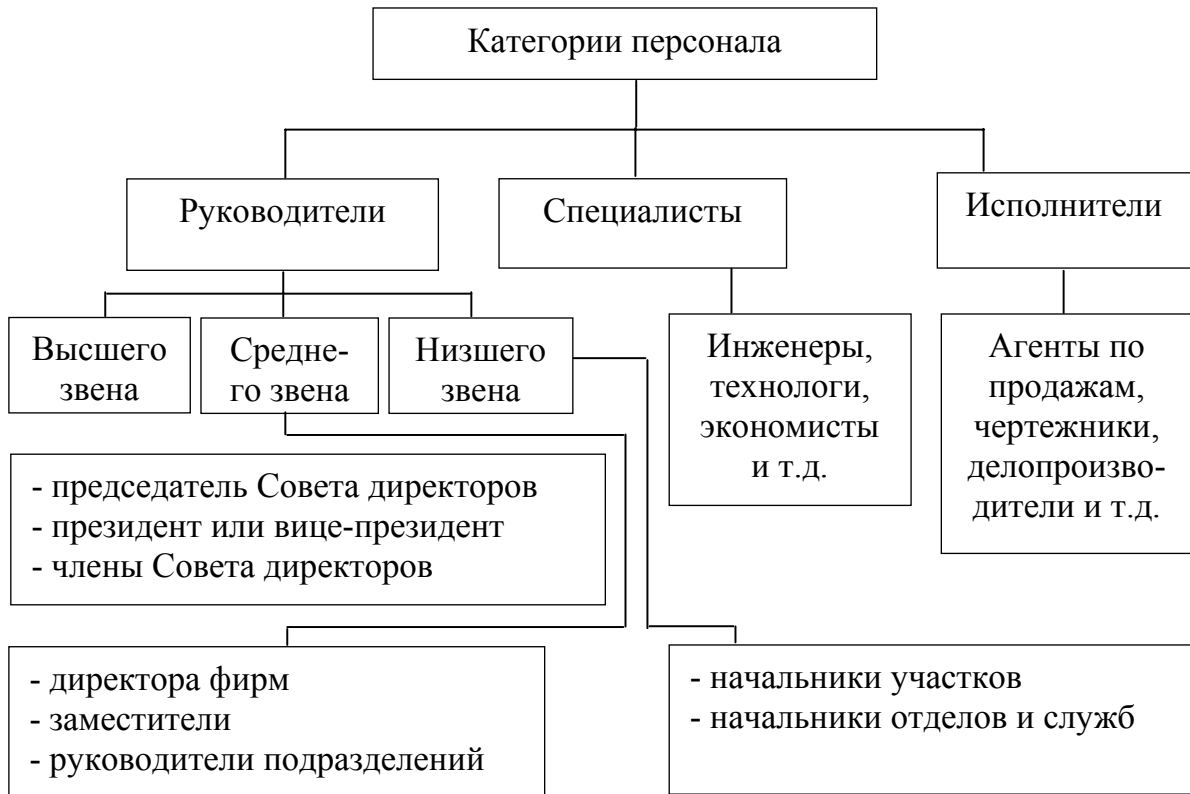 Категории персонала
Руководители
Специалисты
Исполнители
Высшего
звена
Средне-
го звена
Низшего
звена
Инженеры,
технологи,
экономисты
и т.д.
Агенты по
продажам,
чертежники,
делопроизво-
дители и т.д.
- председатель Совета директоров
- президент или вице-президент
- члены Совета директоров
- директора фирм
- заместители
- руководители подразделений
- начальники участков
- начальники отделов и служб